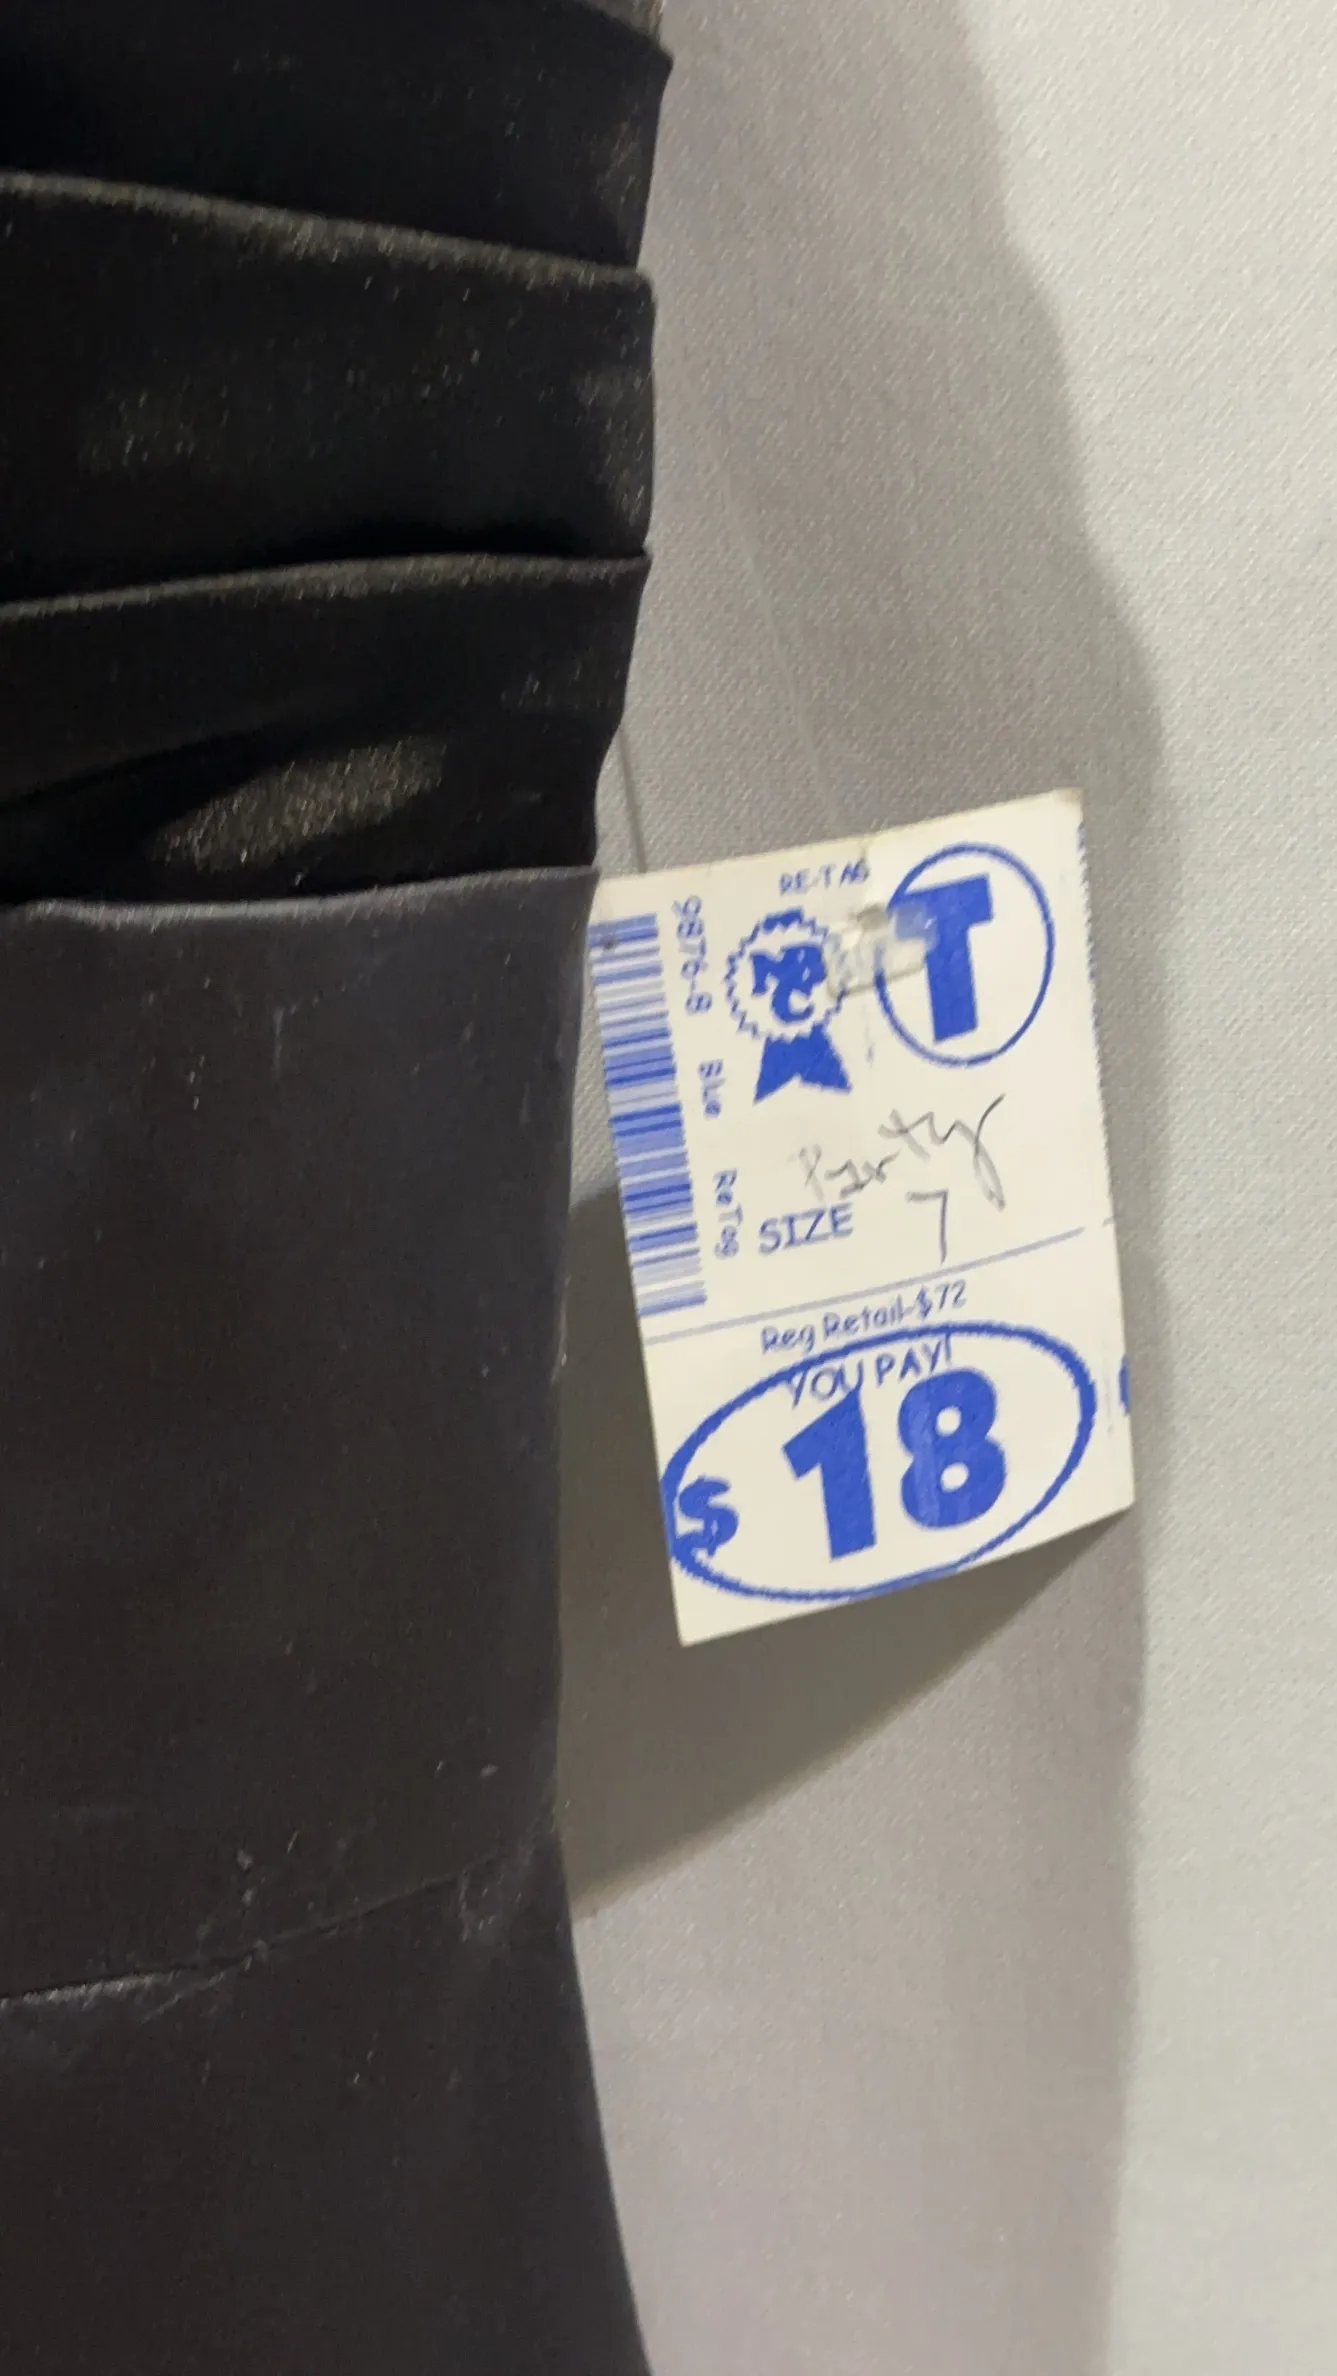 RE-TAG
T
NBC
9876-8 Blue ReTag
Party
SIZE 7
Reg Retail-$72
YOU PAY!
$ 18